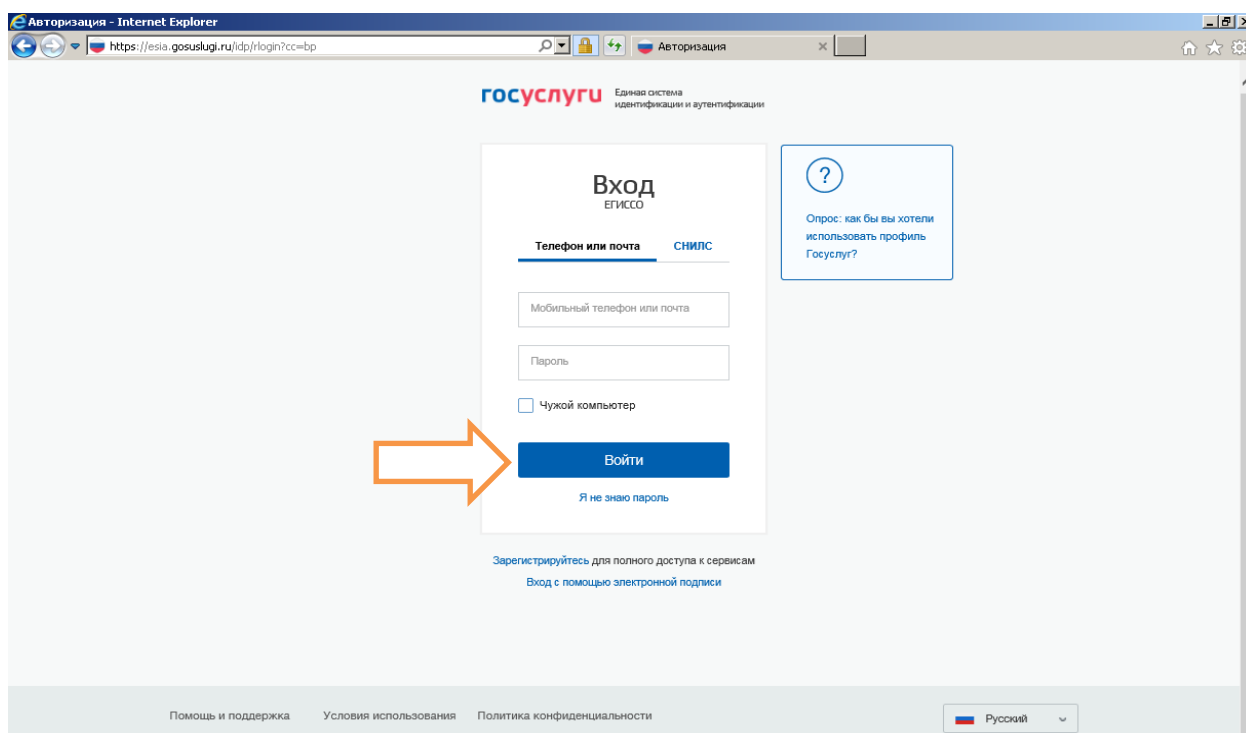 Авторизация - Internet Explorer
https://esia.gosuslugi.ru/idp/rlogin?cc=bp
Авторизация
госуслуги
Единая система
идентификации и аутентификации
Вход
ЕГИССО
Телефон или почта СНИЛС
Мобильный телефон или почта
Пароль
Чужой компьютер
Войти
Я не знаю пароль
?
Опрос: как бы вы хотели
использовать профиль
Госуслуг?
Зарегистрируйтесь для полного доступа к сервисам
Вход с помощью электронной подписи
Помощь и поддержка Условия использования Политика конфиденциальности
Русский